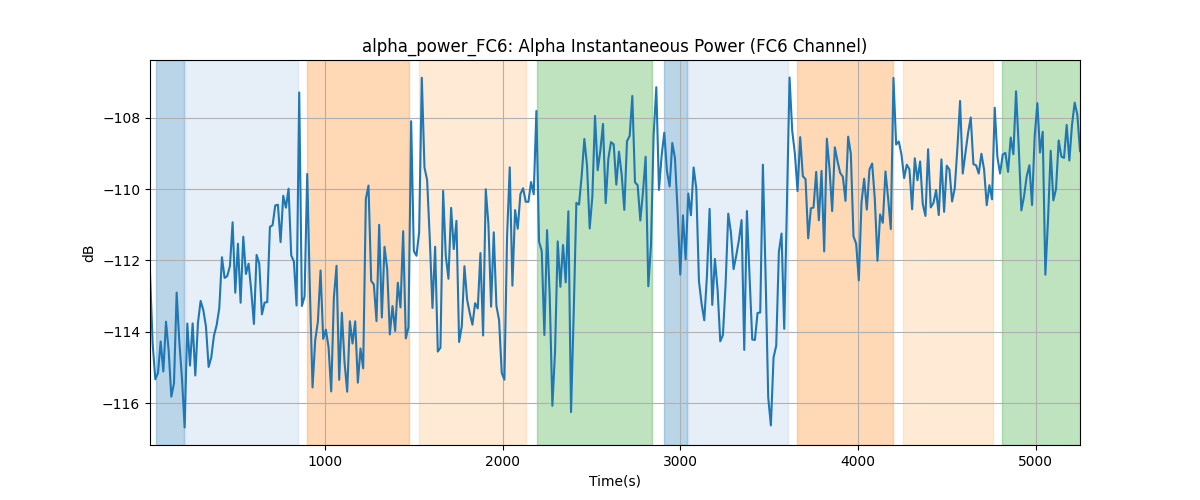 alpha_power_FC6: Alpha Instantaneous Power (FC6 Channel)
dB
−108
−110
−112
−114
−116
1000 2000 3000 4000 5000
Time(s)